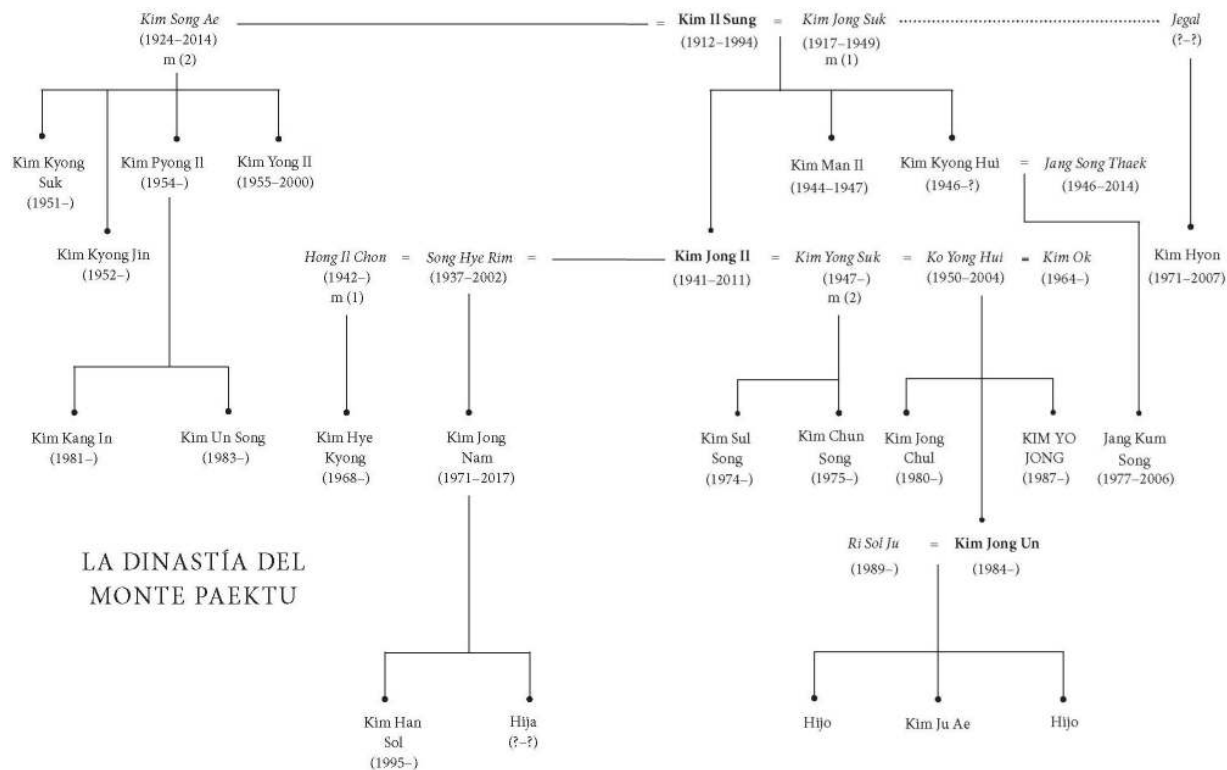 Kim Song Ae = Kim Il Sung = Kim Jong Suk Jegal
(1924–2014) (1912–1994) (1917–1949) (?–?)
m (2) m (1)
Kim Kyong Suk (1951–)
Kim Pyong Il (1954–)
Kim Yong Il (1955–2000)
Kim Man Il (1944–1947)
Kim Kyong Hui = Jang Song Thaek
(1946–?) (1946–2014)
Kim Kyong Jin (1952–)
Hong Il Chon = Song Hye Rim = Kim Jong Il = Kim Yong Suk = Ko Yong Hui = Kim Ok
(1942–) (1937–2002) (1941–2011) (1947–) (1950–2004) (1964–)
m (1) m (2)
Kim Hyon (1971–2007)
Kim Kang In (1981–)
Kim Un Song (1983–)
Kim Hye Kyong (1968–)
Kim Jong Nam (1971–2017)
Kim Sul Song (1974–)
Kim Chun Song (1975–)
Kim Jong Chul (1980–)
KIM YO JONG (1987–)
Jang Kum Song (1977–2006)
Ri Sol Ju = Kim Jong Un
(1989–) (1984–)
LA DINASTÍA DEL
MONTE PAEKTU
Kim Han Sol (1995–)
Hija (?–?)
Hijo
Kim Ju Ae
Hijo